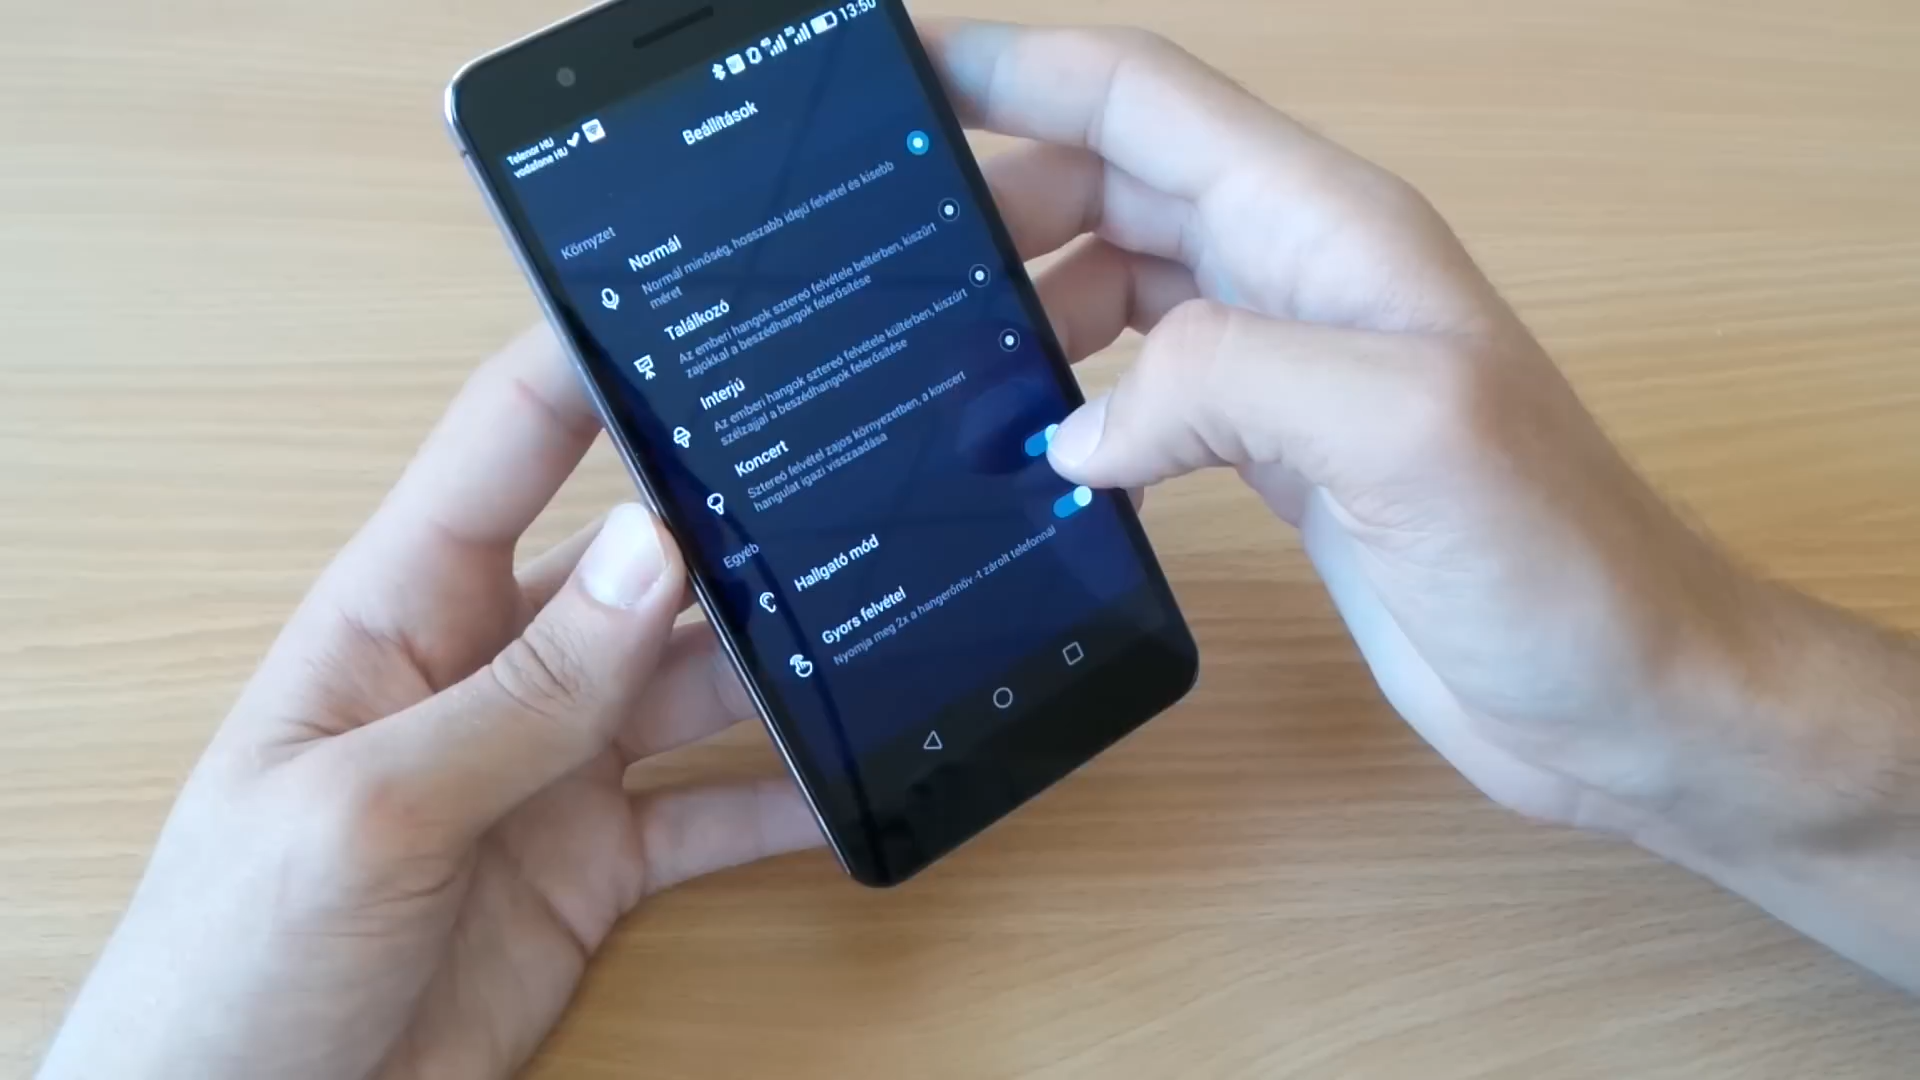 13:50
Telenor HU
vodafone HU
Beállítások
Környzet
Normál
Normál minőség, hosszabb idejű felvétel és kisebb
méret
Találkozó
Az emberi hangok sztereó felvétele beltérben, kiszűrt
zajokkal a beszédhangok felerősítése
Interjú
Az emberi hangok sztereó felvétele kültérben, kiszűrt
szélzajjal a beszédhangok felerősítése
Koncert
Sztereó felvétel zajos környezetben, a koncert
hangulat igazi visszaadása
Egyéb
Hallgató mód
Gyors felvétel
Nyomja meg 2x a hangerőnöv -t zárolt telefonnál